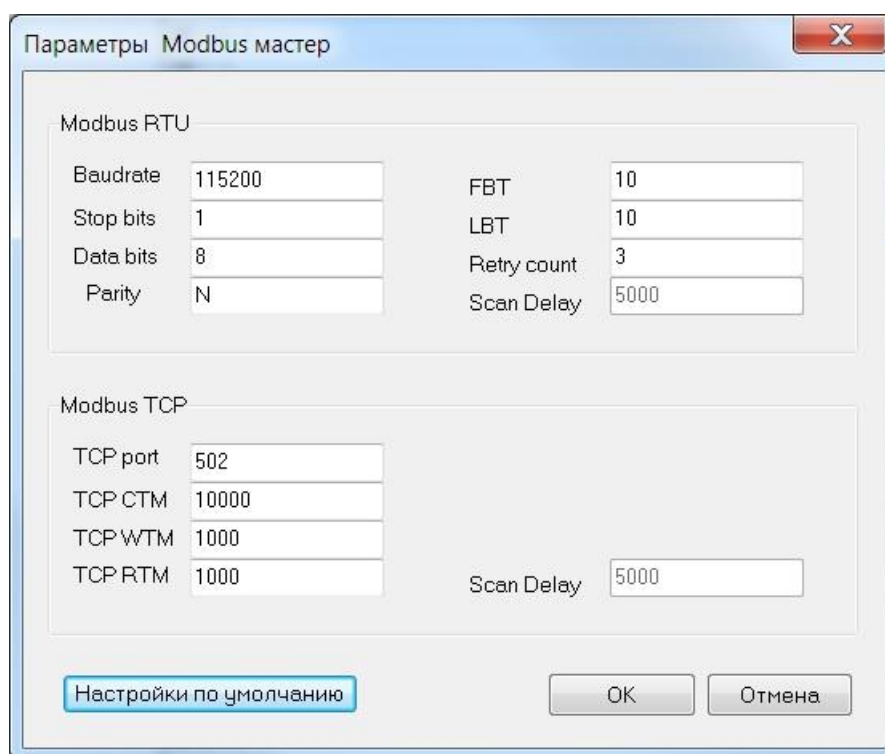 Параметры Modbus мастер
Modbus RTU
Baudrate 115200
Stop bits 1
Data bits 8
Parity N
FBT 10
LBT 10
Retry count 3
Scan Delay 5000
Modbus TCP
TCP port 502
TCP CTM 10000
TCP WTM 1000
TCP RTM 1000
Scan Delay 5000
Настройки по умолчанию
OK
Отмена